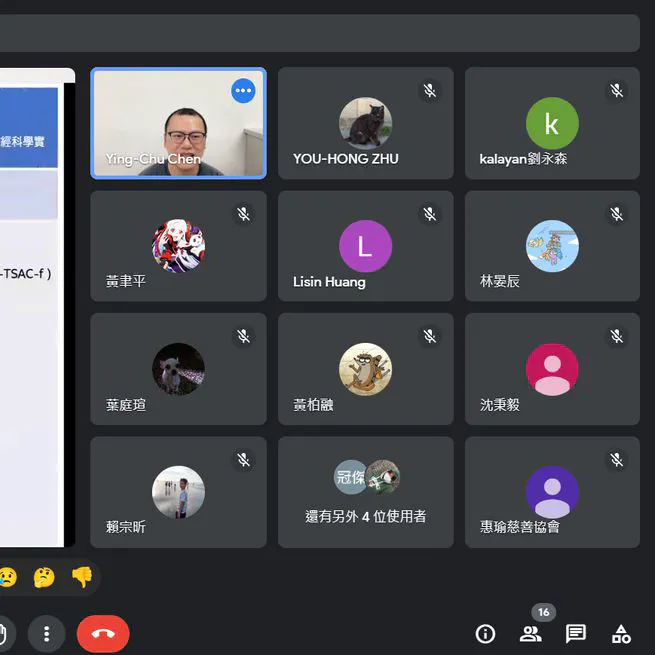 經科學實
-TSAC-f )
Ying-Chu Chen
YOU-HONG ZHU
k
kalayan劉永森
黃聿平
L
Lisin Huang
林晏辰
葉庭瑄
黃柏融
沈秉毅
賴宗昕
冠傑
還有另外 4 位使用者
惠瑜慈善協會
16